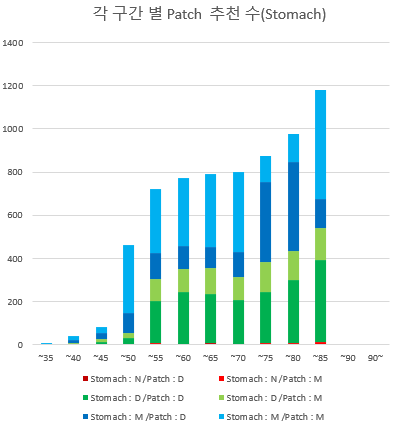 각 구간 별 Patch 추천 수(Stomach)
1400
1200
1000
800
600
400
200
0
~35 ~40 ~45 ~50 ~55 ~60 ~65 ~70 ~75 ~80 ~85 ~90 90~
Stomach : N /Patch : D Stomach : N /Patch : M
Stomach : D /Patch : D Stomach : D /Patch : M
Stomach : M /Patch : D Stomach : M /Patch : M